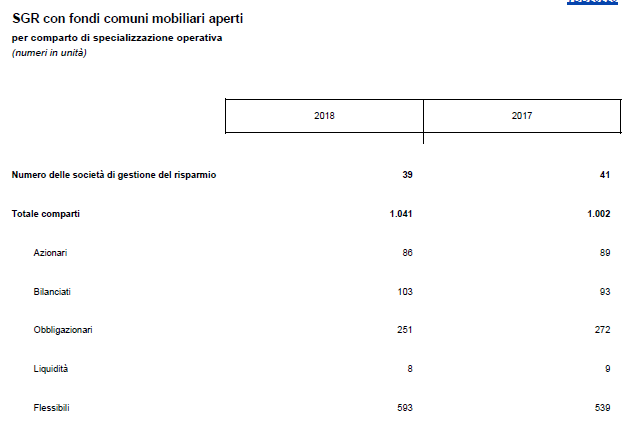 SGR con fondi comuni mobiliari aperti
per comparto di specializzazione operativa
(numeri in unità)
2018 2017
Numero delle società di gestione del risparmio 39 41
Totale comparti 1.041 1.002
Azionari 86 89
Bilanciati 103 93
Obbligazionari 251 272
Liquidità 8 9
Flessibili 593 539